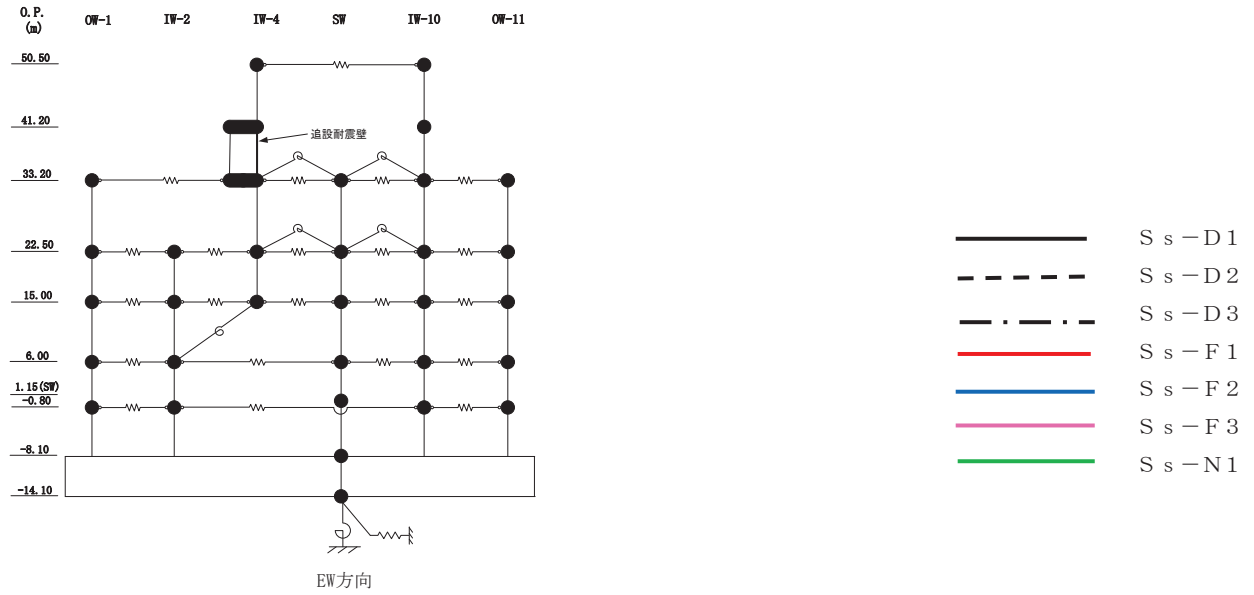 O.P.
(m)
OW-1 IW-2 IW-4 SW IW-10 OW-11
50.50
41.20
追設耐震壁
33.20
22.50
15.00
6.00
1.15(SW)
-0.80
-8.10
-14.10
EW方向
Ｓｓ－Ｄ１
Ｓｓ－Ｄ２
Ｓｓ－Ｄ３
Ｓｓ－Ｆ１
Ｓｓ－Ｆ２
Ｓｓ－Ｆ３
Ｓｓ－Ｎ１